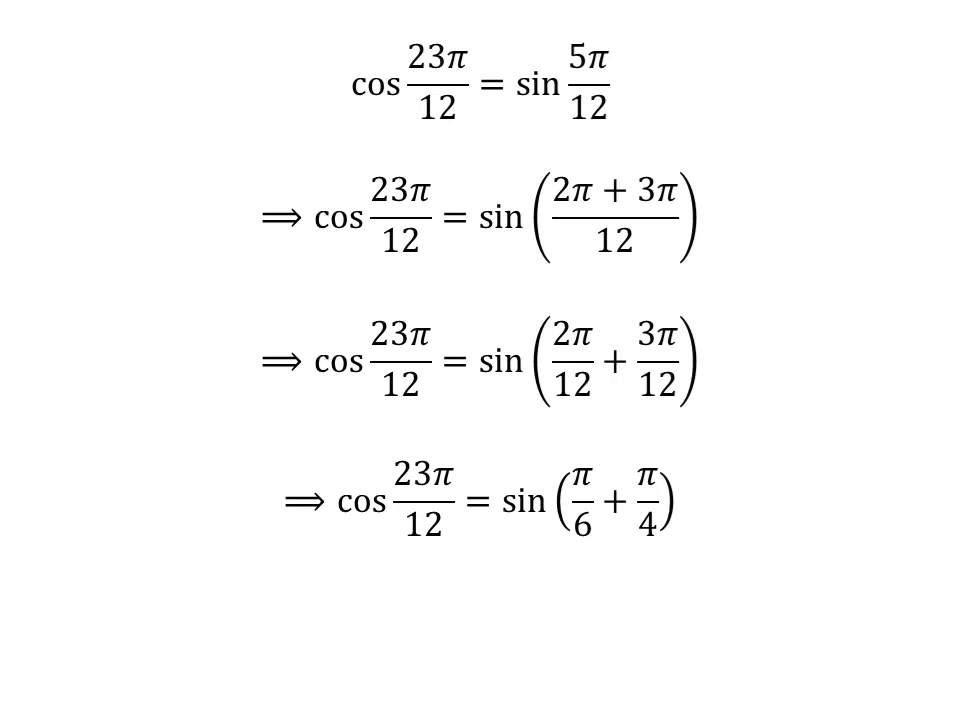 cos 23π/12 = sin 5π/12
⟹ cos 23π/12 = sin ((2π + 3π)/12)
⟹ cos 23π/12 = sin (2π/12 + 3π/12)
⟹ cos 23π/12 = sin (π/6 + π/4)